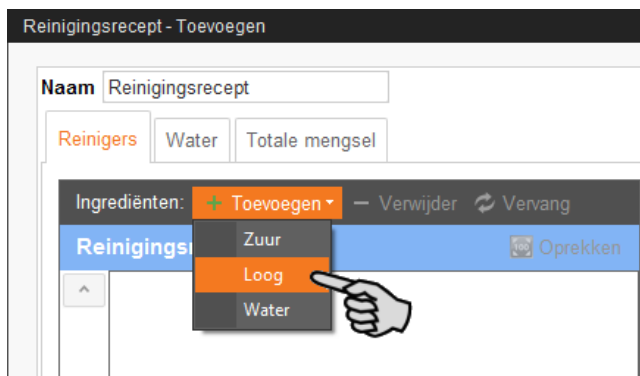 Reinigingsrecept - Toevoegen
Naam Reinigingsrecept
Reinigers Water Totale mengsel
Ingrediënten: + Toevoegen − Verwijder Vervang
Oprekken
Zuur
Loog
Water